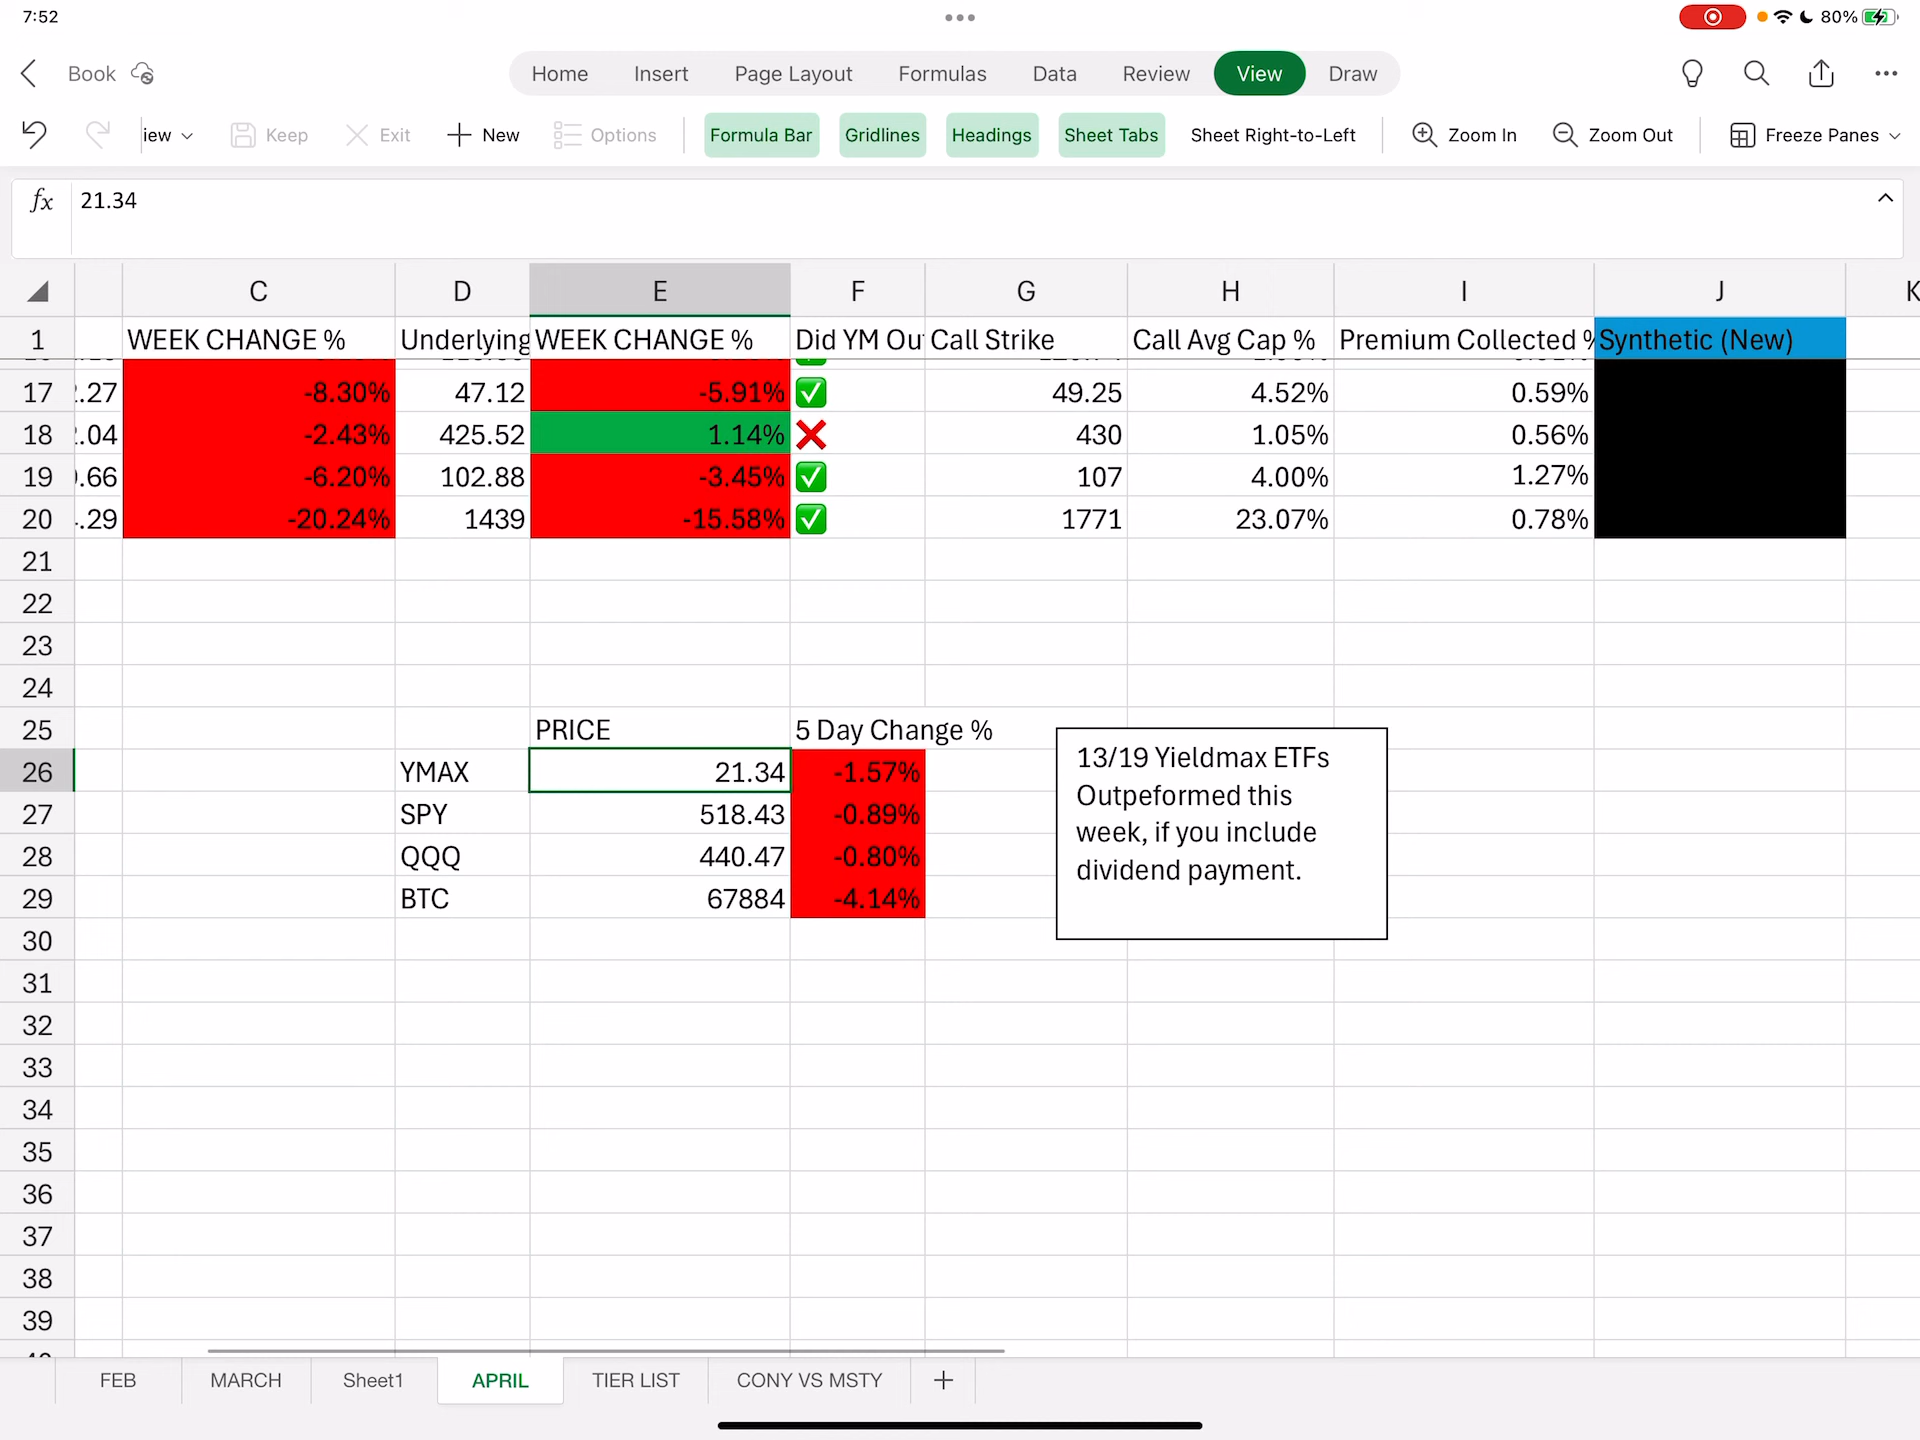 7:52
80%
Book
Home Insert Page Layout Formulas Data Review View Draw
iew Keep Exit New Options Formula Bar Gridlines Headings Sheet Tabs Sheet Right-to-Left Zoom In Zoom Out Freeze Panes
fx 21.34
C D E F G H I J K
1 WEEK CHANGE % Underlying WEEK CHANGE % Did YM Ou Call Strike Call Avg Cap % Premium Collected % Synthetic (New)
17 .27 -8.30% 47.12 -5.91% ✅ 49.25 4.52% 0.59%
18 .04 -2.43% 425.52 1.14% ❌ 430 1.05% 0.56%
19 .66 -6.20% 102.88 -3.45% ✅ 107 4.00% 1.27%
20 .29 -20.24% 1439 -15.58% ✅ 1771 23.07% 0.78%
21
22
23
24
25 PRICE 5 Day Change %
26 YMAX 21.34 -1.57%
27 SPY 518.43 -0.89%
28 QQQ 440.47 -0.80%
29 BTC 67884 -4.14%
13/19 Yieldmax ETFs
Outpeformed this
week, if you include
dividend payment.
30
31
32
33
34
35
36
37
38
39
FEB MARCH Sheet1 APRIL TIER LIST CONY VS MSTY +